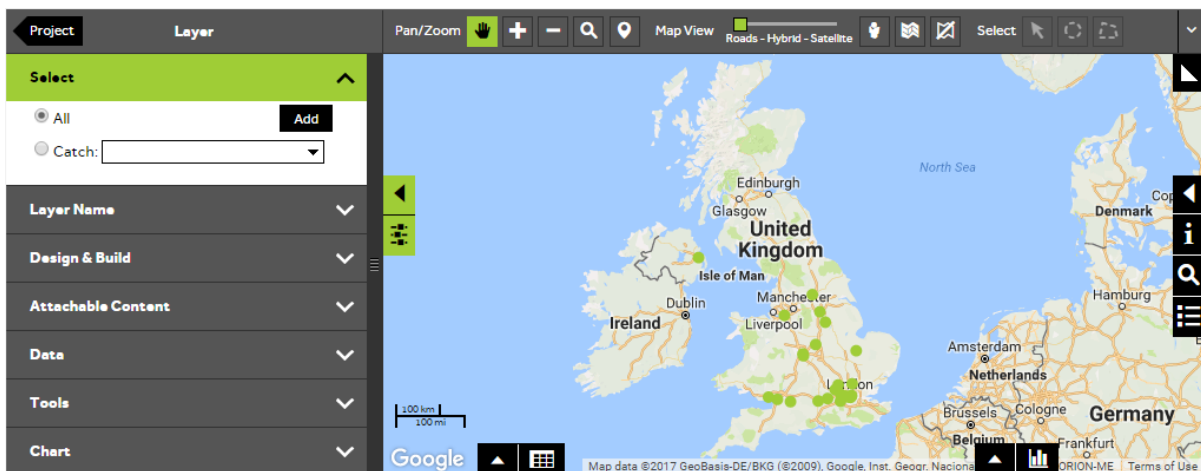 Project
Layer
Pan/Zoom
Map View
Roads - Hybrid - Satellite
Select
Select
All
Add
Catch:
Layer Name
Design & Build
Attachable Content
Data
Tools
Chart
North Sea
Edinburgh
Glasgow
United
Kingdom
Isle of Man
Dublin
Ireland
Manchester
Liverpool
London
Denmark
Cop
Hamburg
Amsterdam
Netherlands
Brussels
Cologne
Belgium
Germany
Frankfurt
100 km
100 mi
Google
Map data ©2017 GeoBasis-DE/BKG (©2009), Google, Inst. Geogr. Naciona
ORION-ME
Terms of